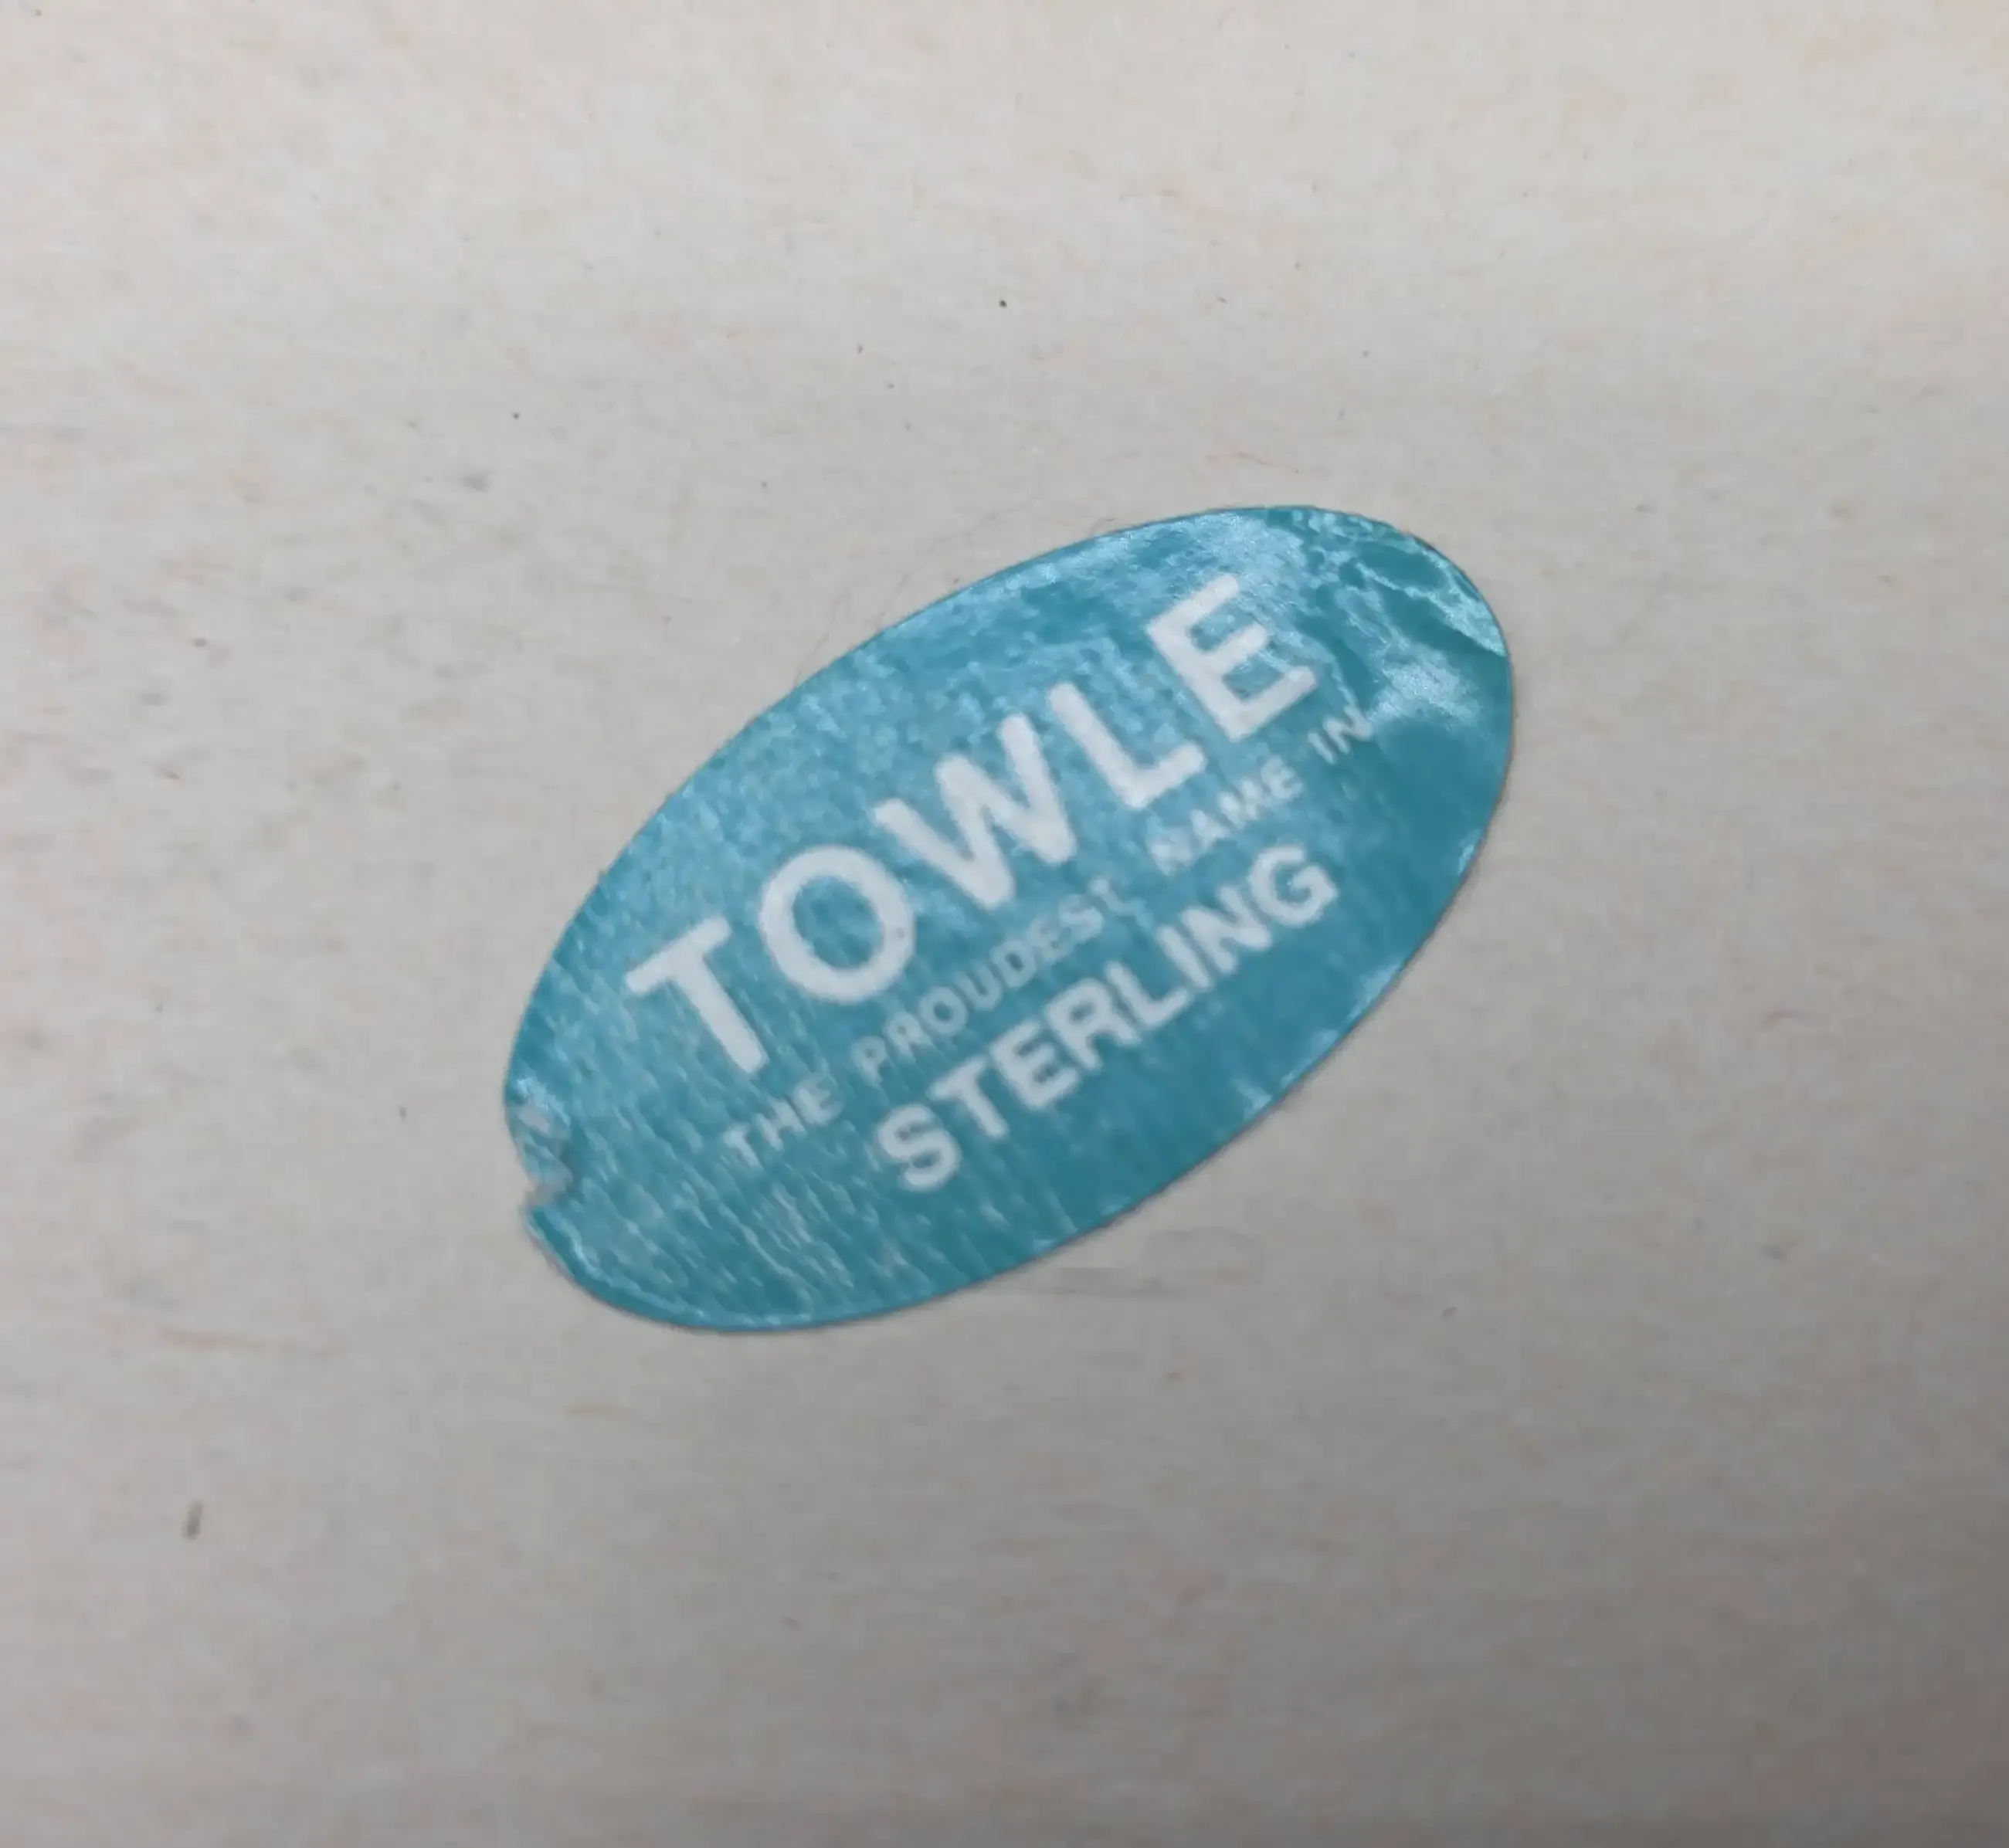 TOWLE
THE PROUDEST NAME IN
STERLING